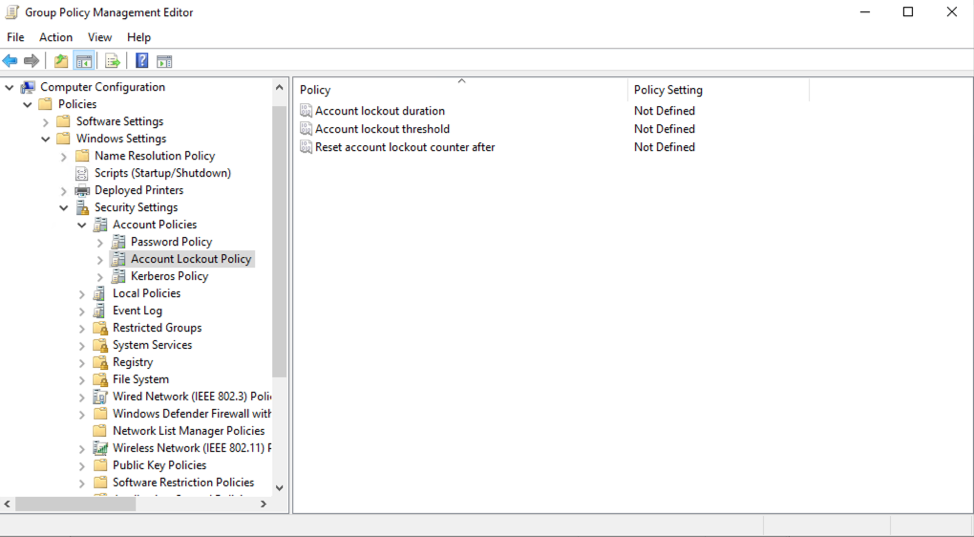 Group Policy Management Editor
File Action View Help
Computer Configuration
Policies
Software Settings
Windows Settings
Name Resolution Policy
Scripts (Startup/Shutdown)
Deployed Printers
Security Settings
Account Policies
Password Policy
Account Lockout Policy
Kerberos Policy
Local Policies
Event Log
Restricted Groups
System Services
Registry
File System
Wired Network (IEEE 802.3) Poli
Windows Defender Firewall with
Network List Manager Policies
Wireless Network (IEEE 802.11) P
Public Key Policies
Software Restriction Policies
Policy Policy Setting
Account lockout duration Not Defined
Account lockout threshold Not Defined
Reset account lockout counter after Not Defined